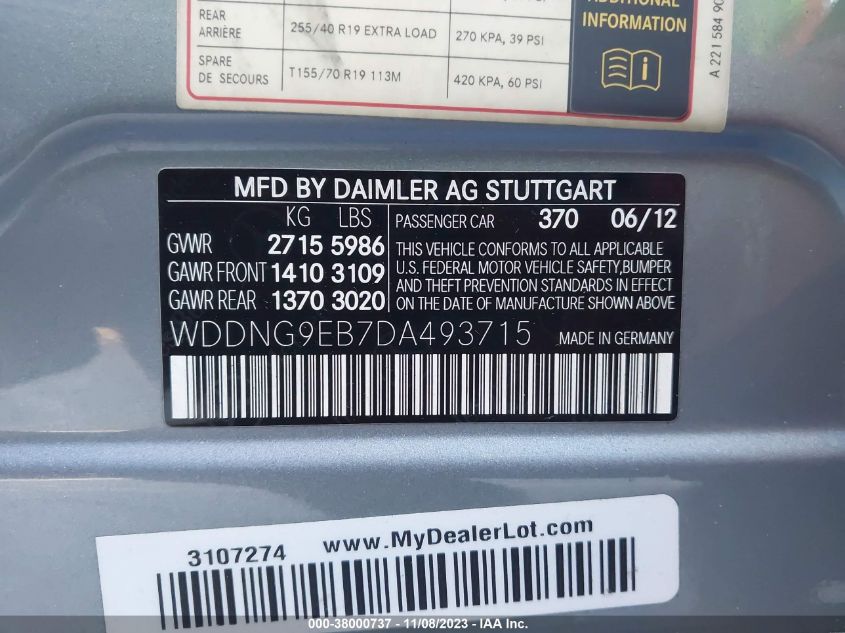 ADDITIONAL
INFORMATION
REAR
ARRIÈRE
255/40 R19 EXTRA LOAD
270 KPA, 39 PSI
SPARE
DE SECOURS
T155/70 R19 113M
420 KPA, 60 PSI
A 221 584 90
MFD BY DAIMLER AG STUTTGART
KG LBS
GVWR 2715 5986
GAWR FRONT 1410 3109
GAWR REAR 1370 3020
PASSENGER CAR 370 06/12
THIS VEHICLE CONFORMS TO ALL APPLICABLE
U.S. FEDERAL MOTOR VEHICLE SAFETY,BUMPER
AND THEFT PREVENTION STANDARDS IN EFFECT
ON THE DATE OF MANUFACTURE SHOWN ABOVE
WDDNG9EB7DA493715 MADE IN GERMANY
3107274 www.MyDealerLot.com
000-38000737 - 11/08/2023 - IAA Inc.